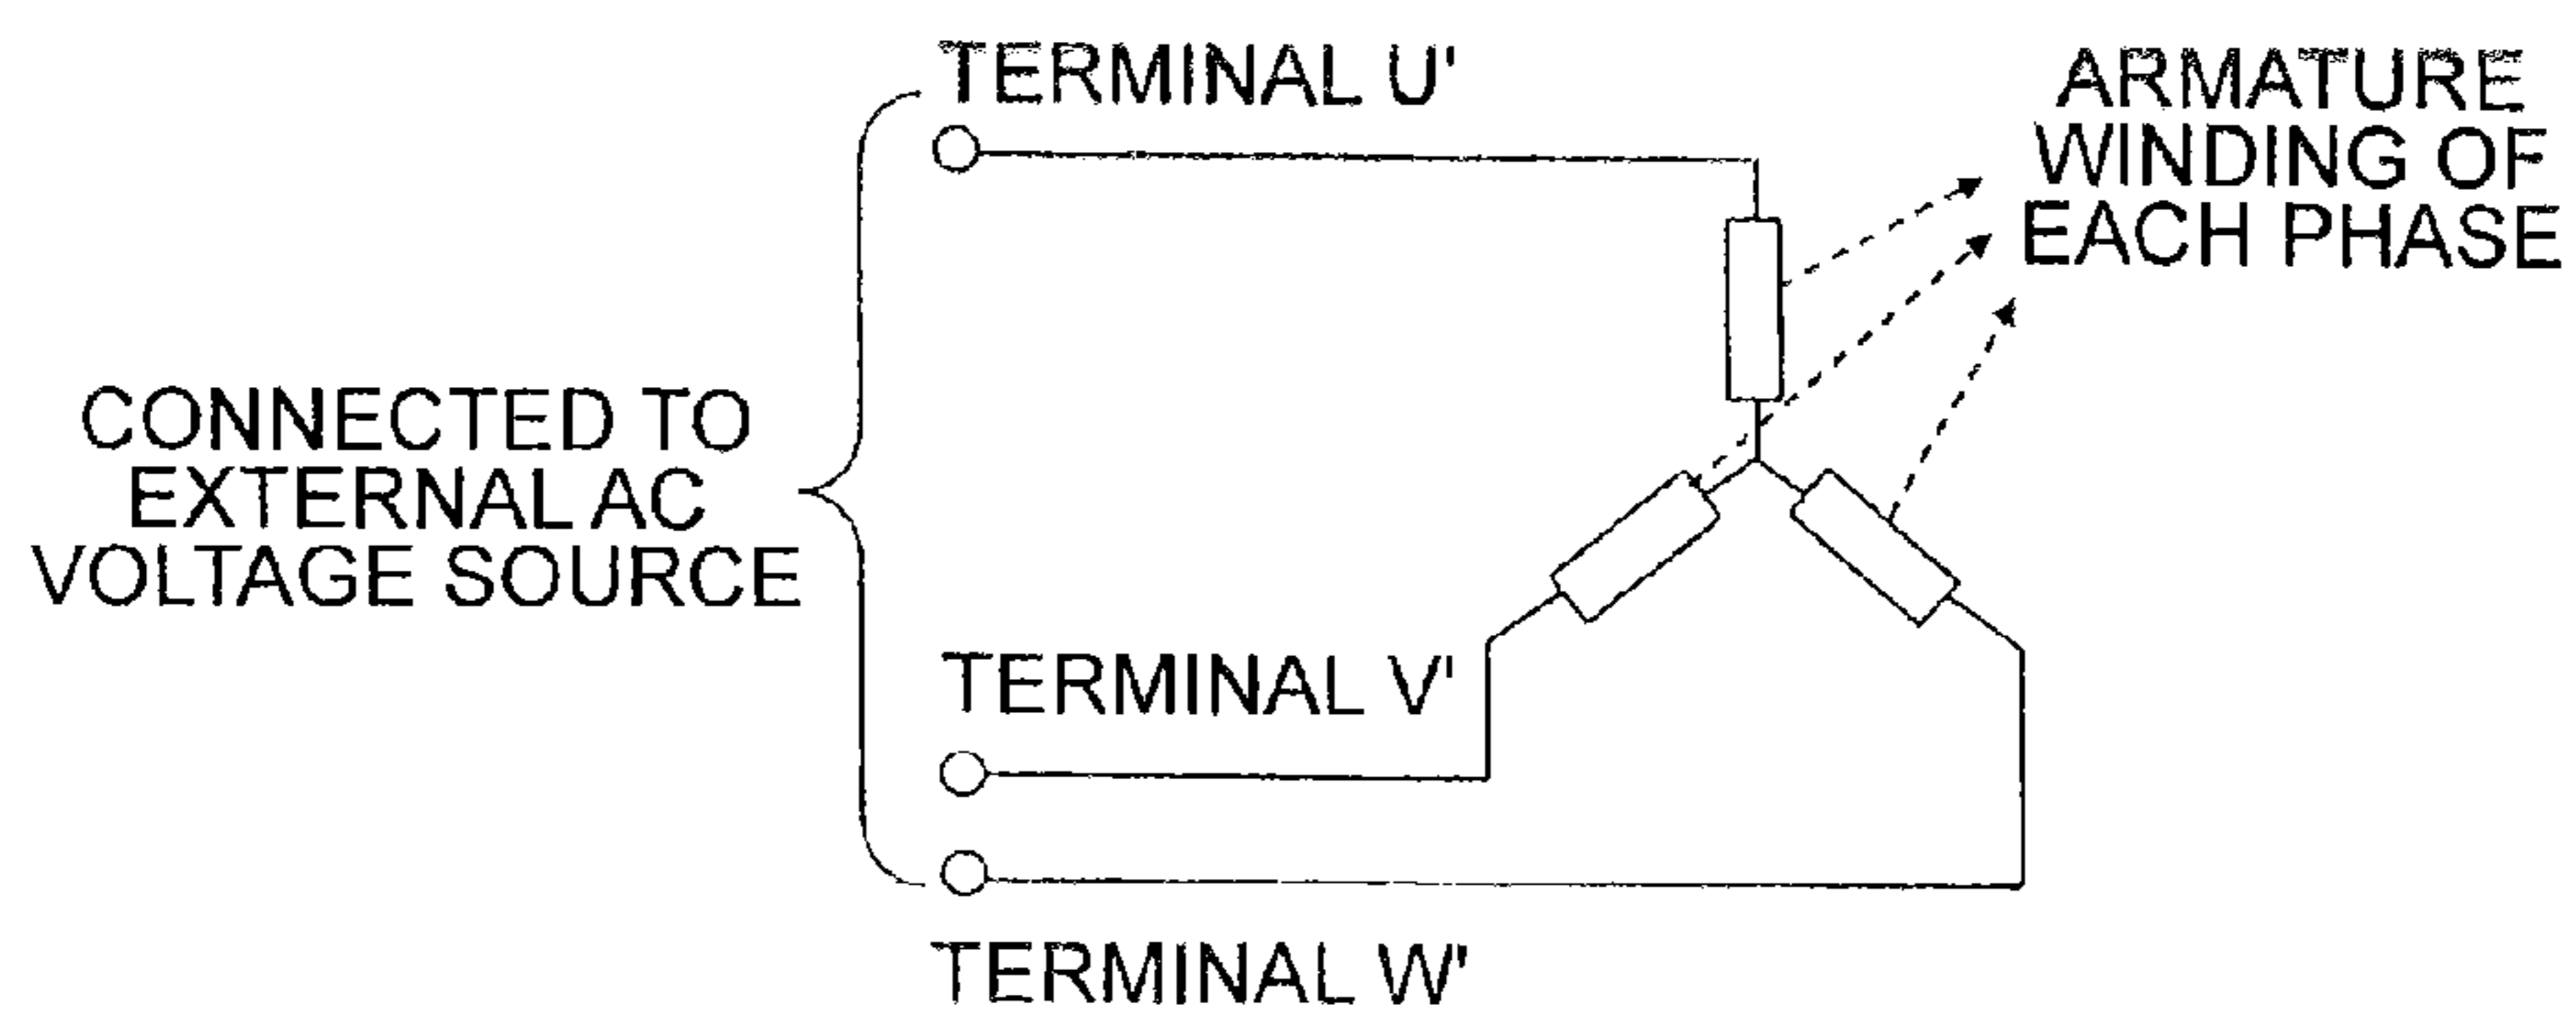 TERMINAL U'
ARMATURE
WINDING OF
EACH PHASE
CONNECTED TO
EXTERNAL AC
VOLTAGE SOURCE
TERMINAL V'
TERMINAL W'